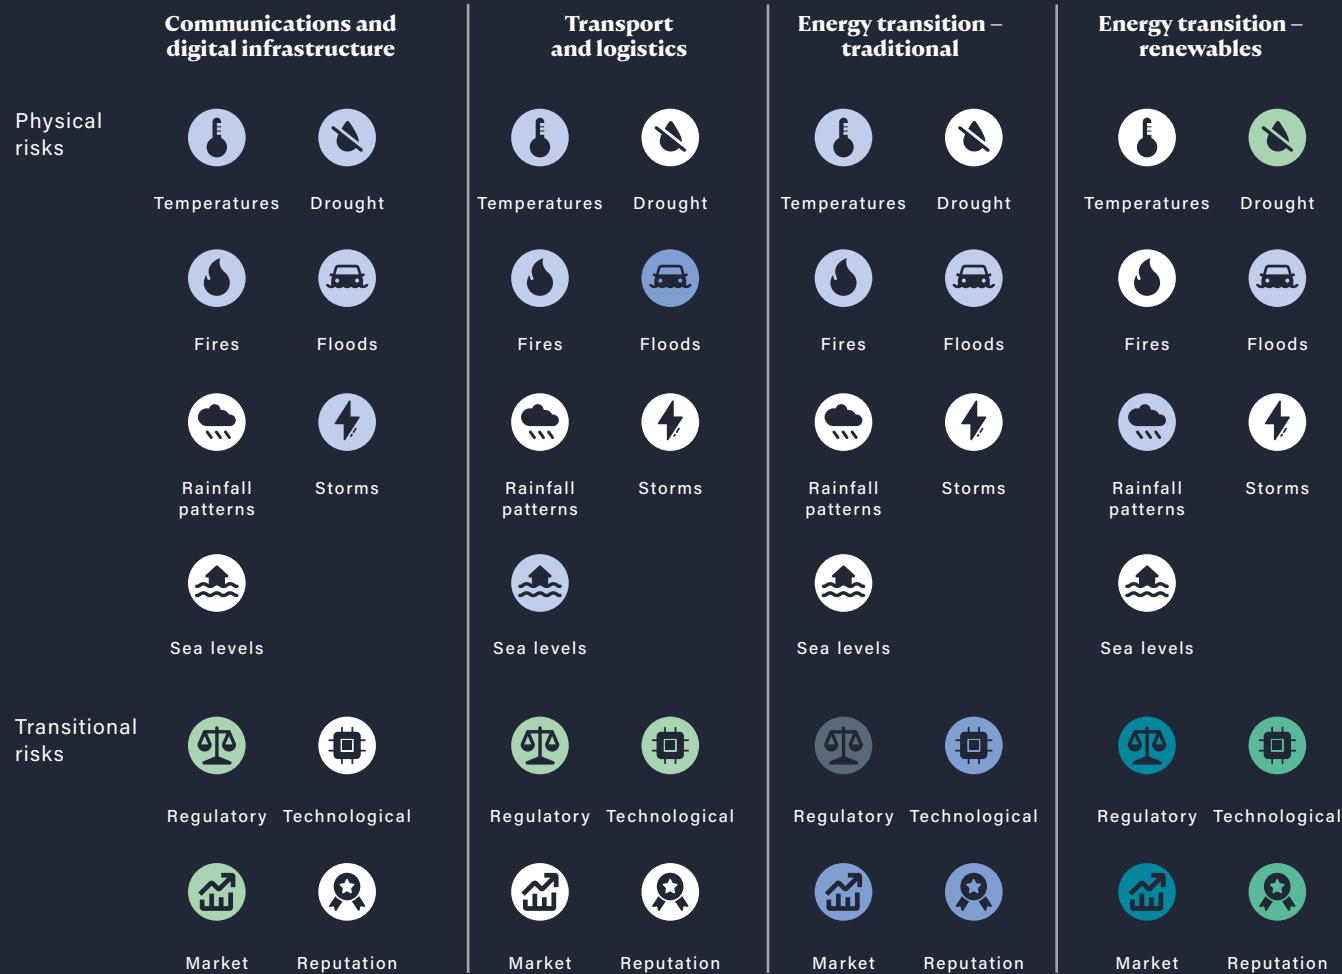 Communications and
digital infrastructure
Transport
and logistics
Energy transition –
traditional
Energy transition –
renewables
Physical
risks
Temperatures Drought Temperatures Drought Temperatures Drought Temperatures Drought
Fires Floods Fires Floods Fires Floods Fires Floods
Rainfall
patterns
Storms
Rainfall
patterns
Storms
Rainfall
patterns
Storms
Rainfall
patterns
Storms
Sea levels Sea levels Sea levels Sea levels
Transitional
risks
Regulatory Technological Regulatory Technological Regulatory Technological Regulatory Technological
Market Reputation Market Reputation Market Reputation Market Reputation